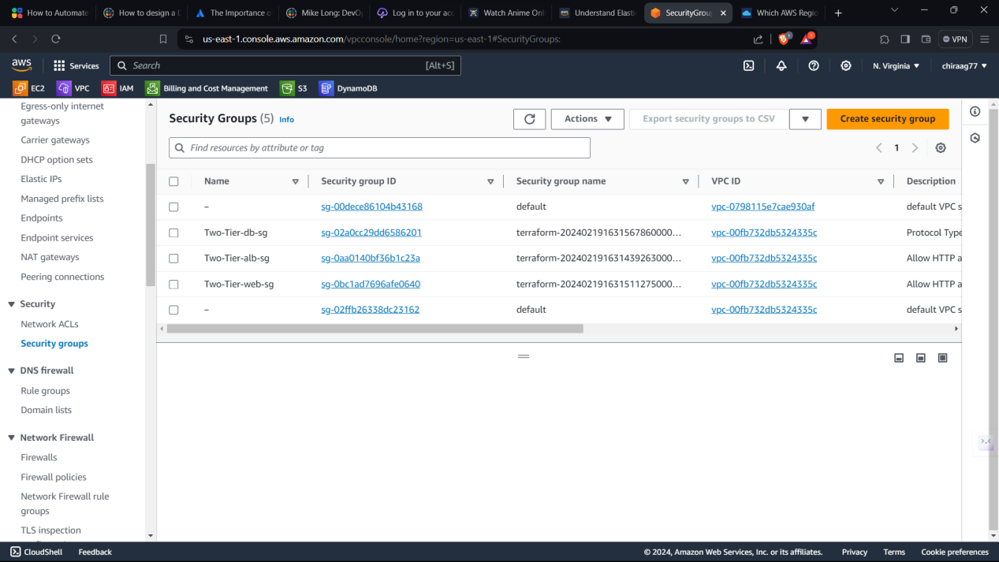 How to Automate
How to design a D
The Importance o
Mike Long: DevOp
Log in to your acc
Watch Anime Onl
Understand Elasti
SecurityGrou
Which AWS Regio
us-east-1.console.aws.amazon.com/vpcconsole/home?region=us-east-1#SecurityGroups:
1
1
VPN
aws
Services
Search
[Alt+S]
N. Virginia
chiraag77
EC2
VPC
IAM
Billing and Cost Management
S3
DynamoDB
Egress-only internet
gateways
Carrier gateways
DHCP option sets
Elastic IPs
Managed prefix lists
Endpoints
Endpoint services
NAT gateways
Peering connections
Security
Network ACLs
Security groups
DNS firewall
Rule groups
Domain lists
Network Firewall
Firewalls
Firewall policies
Network Firewall rule
groups
TLS inspection
Security Groups (5) Info
Actions
Export security groups to CSV
Create security group
Find resources by attribute or tag
1
Name Security group ID Security group name VPC ID Description
– sg-00dece86104b43168 default vpc-0798115e7cae930af default VPC s
Two-Tier-db-sg sg-02a0cc29dd6586201 terraform-202402191631567860000... vpc-00fb732db5324335c Protocol Type
Two-Tier-alb-sg sg-0aa0140bf36b1c23a terraform-202402191631439263000... vpc-00fb732db5324335c Allow HTTP a
Two-Tier-web-sg sg-0bc1ad7696afe0640 terraform-202402191631511275000... vpc-00fb732db5324335c Allow HTTP a
– sg-02ffb26338dc23162 default vpc-00fb732db5324335c default VPC s
CloudShell
Feedback
© 2024, Amazon Web Services, Inc. or its affiliates.
Privacy
Terms
Cookie preferences